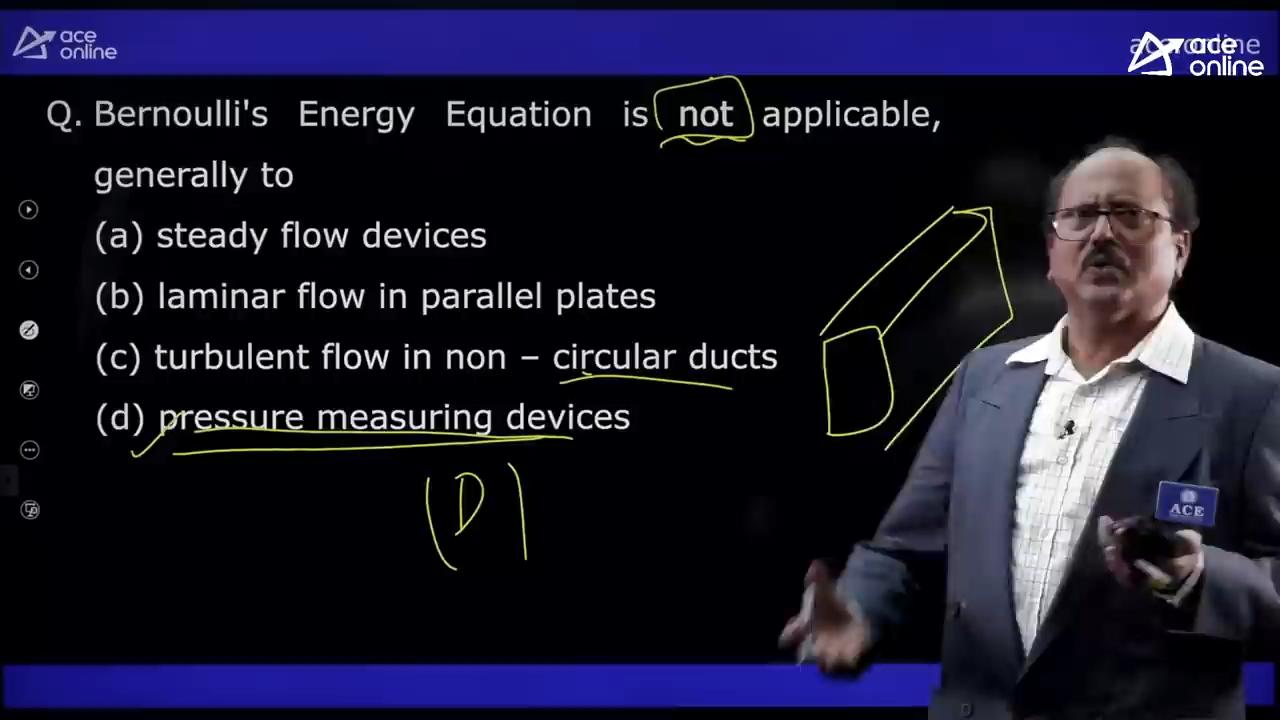 ace
online
ace
online
Q. Bernoulli's Energy Equation is not applicable,
generally to
(a) steady flow devices
(b) laminar flow in parallel plates
(c) turbulent flow in non – circular ducts
(d) pressure measuring devices
(D)
ACE